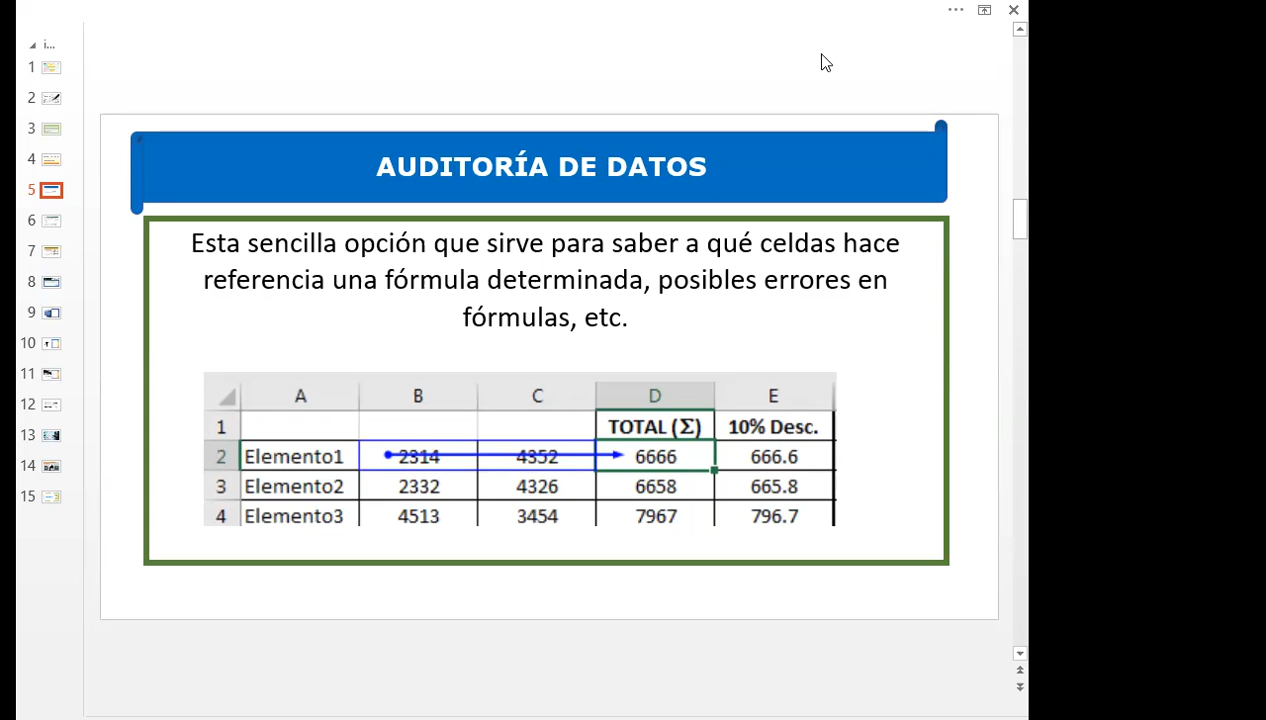 i...
1
2
3
4
5
6
7
8
9
10
11
12
13
14
15
AUDITORÍA DE DATOS
Esta sencilla opción que sirve para saber a qué celdas hace
referencia una fórmula determinada, posibles errores en
fórmulas, etc.
A B C D E
1 TOTAL (Σ) 10% Desc.
2 Elemento1 2314 4352 6666 666.6
3 Elemento2 2332 4326 6658 665.8
4 Elemento3 4513 3454 7967 796.7